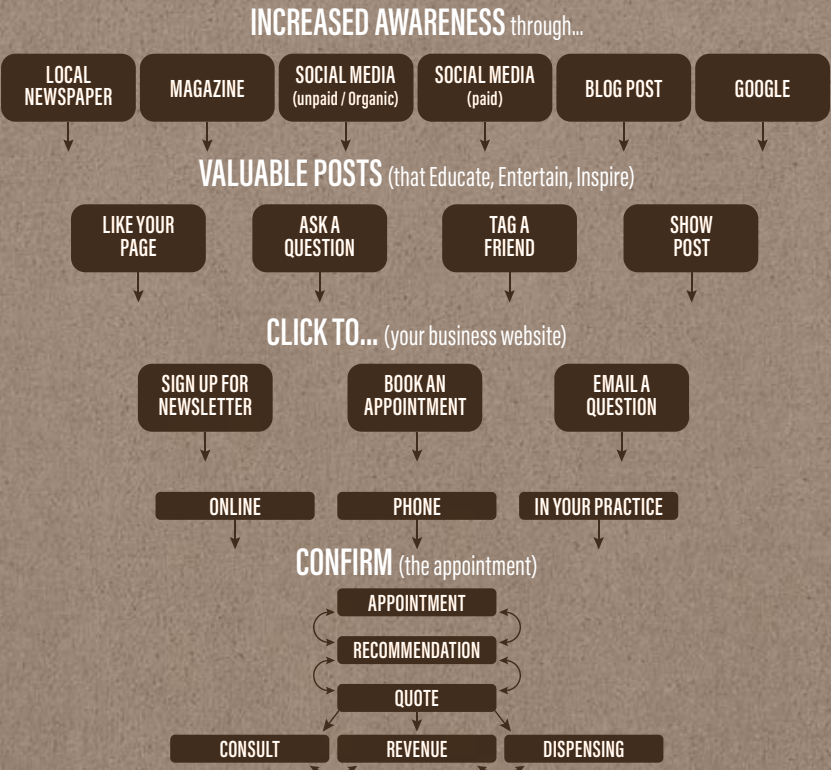 INCREASED AWARENESS through...
LOCAL
NEWSPAPER
MAGAZINE
SOCIAL MEDIA
(unpaid / Organic)
SOCIAL MEDIA
(paid)
BLOG POST
GOOGLE
VALUABLE POSTS (that Educate, Entertain, Inspire)
LIKE YOUR
PAGE
ASK A
QUESTION
TAG A
FRIEND
SHOW
POST
CLICK TO... (your business website)
SIGN UP FOR
NEWSLETTER
BOOK AN
APPOINTMENT
EMAIL A
QUESTION
ONLINE
PHONE
IN YOUR PRACTICE
CONFIRM (the appointment)
APPOINTMENT
RECOMMENDATION
QUOTE
CONSULT
REVENUE
DISPENSING